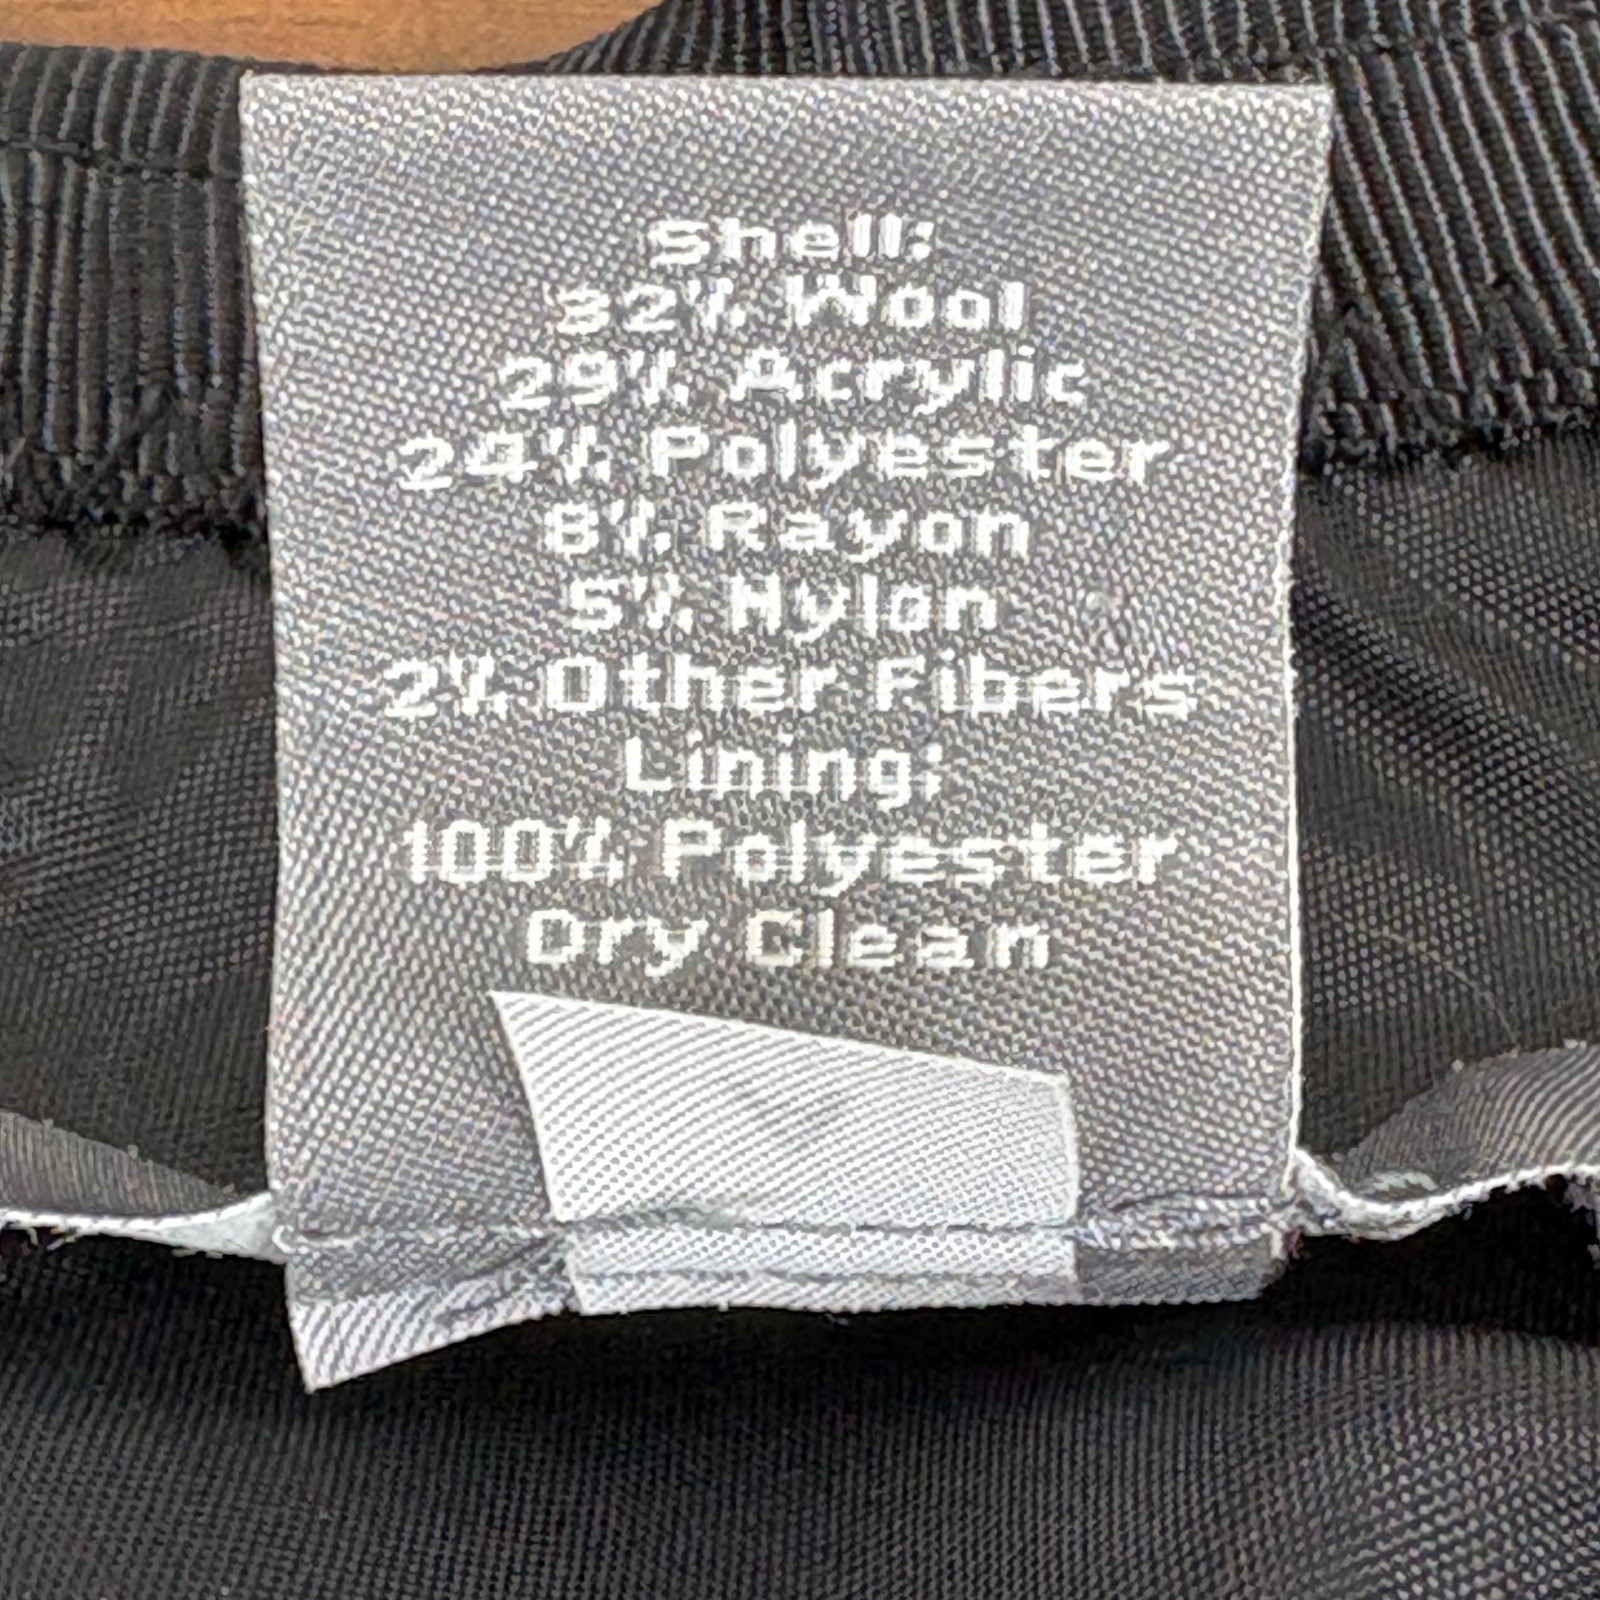 Shell:
32% Wool
29% Acrylic
24% Polyester
8% Rayon
5% Nylon
2% Other Fibers
Lining:
100% Polyester
Dry Clean